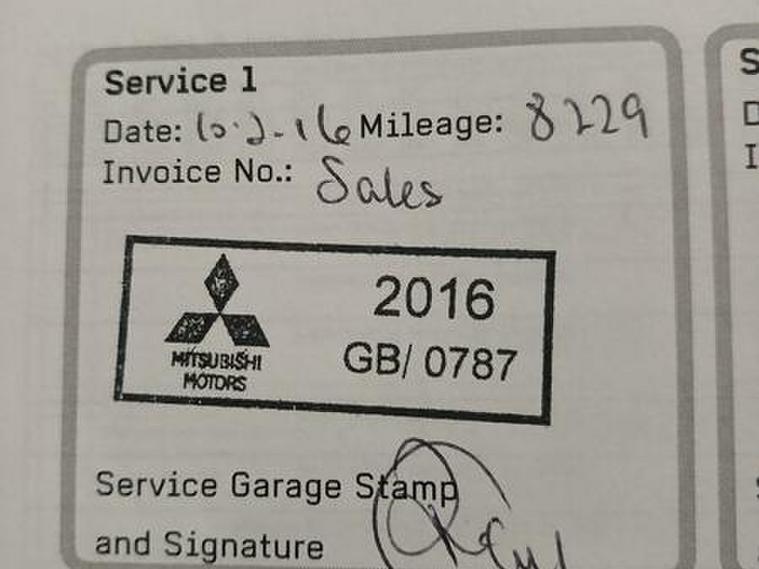 Service 1
Date: 10.2-16 Mileage: 8229
Invoice No.: Sales
MITSUBISHI
MOTORS
2016
GB/ 0787
Service Garage Stamp
and Signature
S
D
I